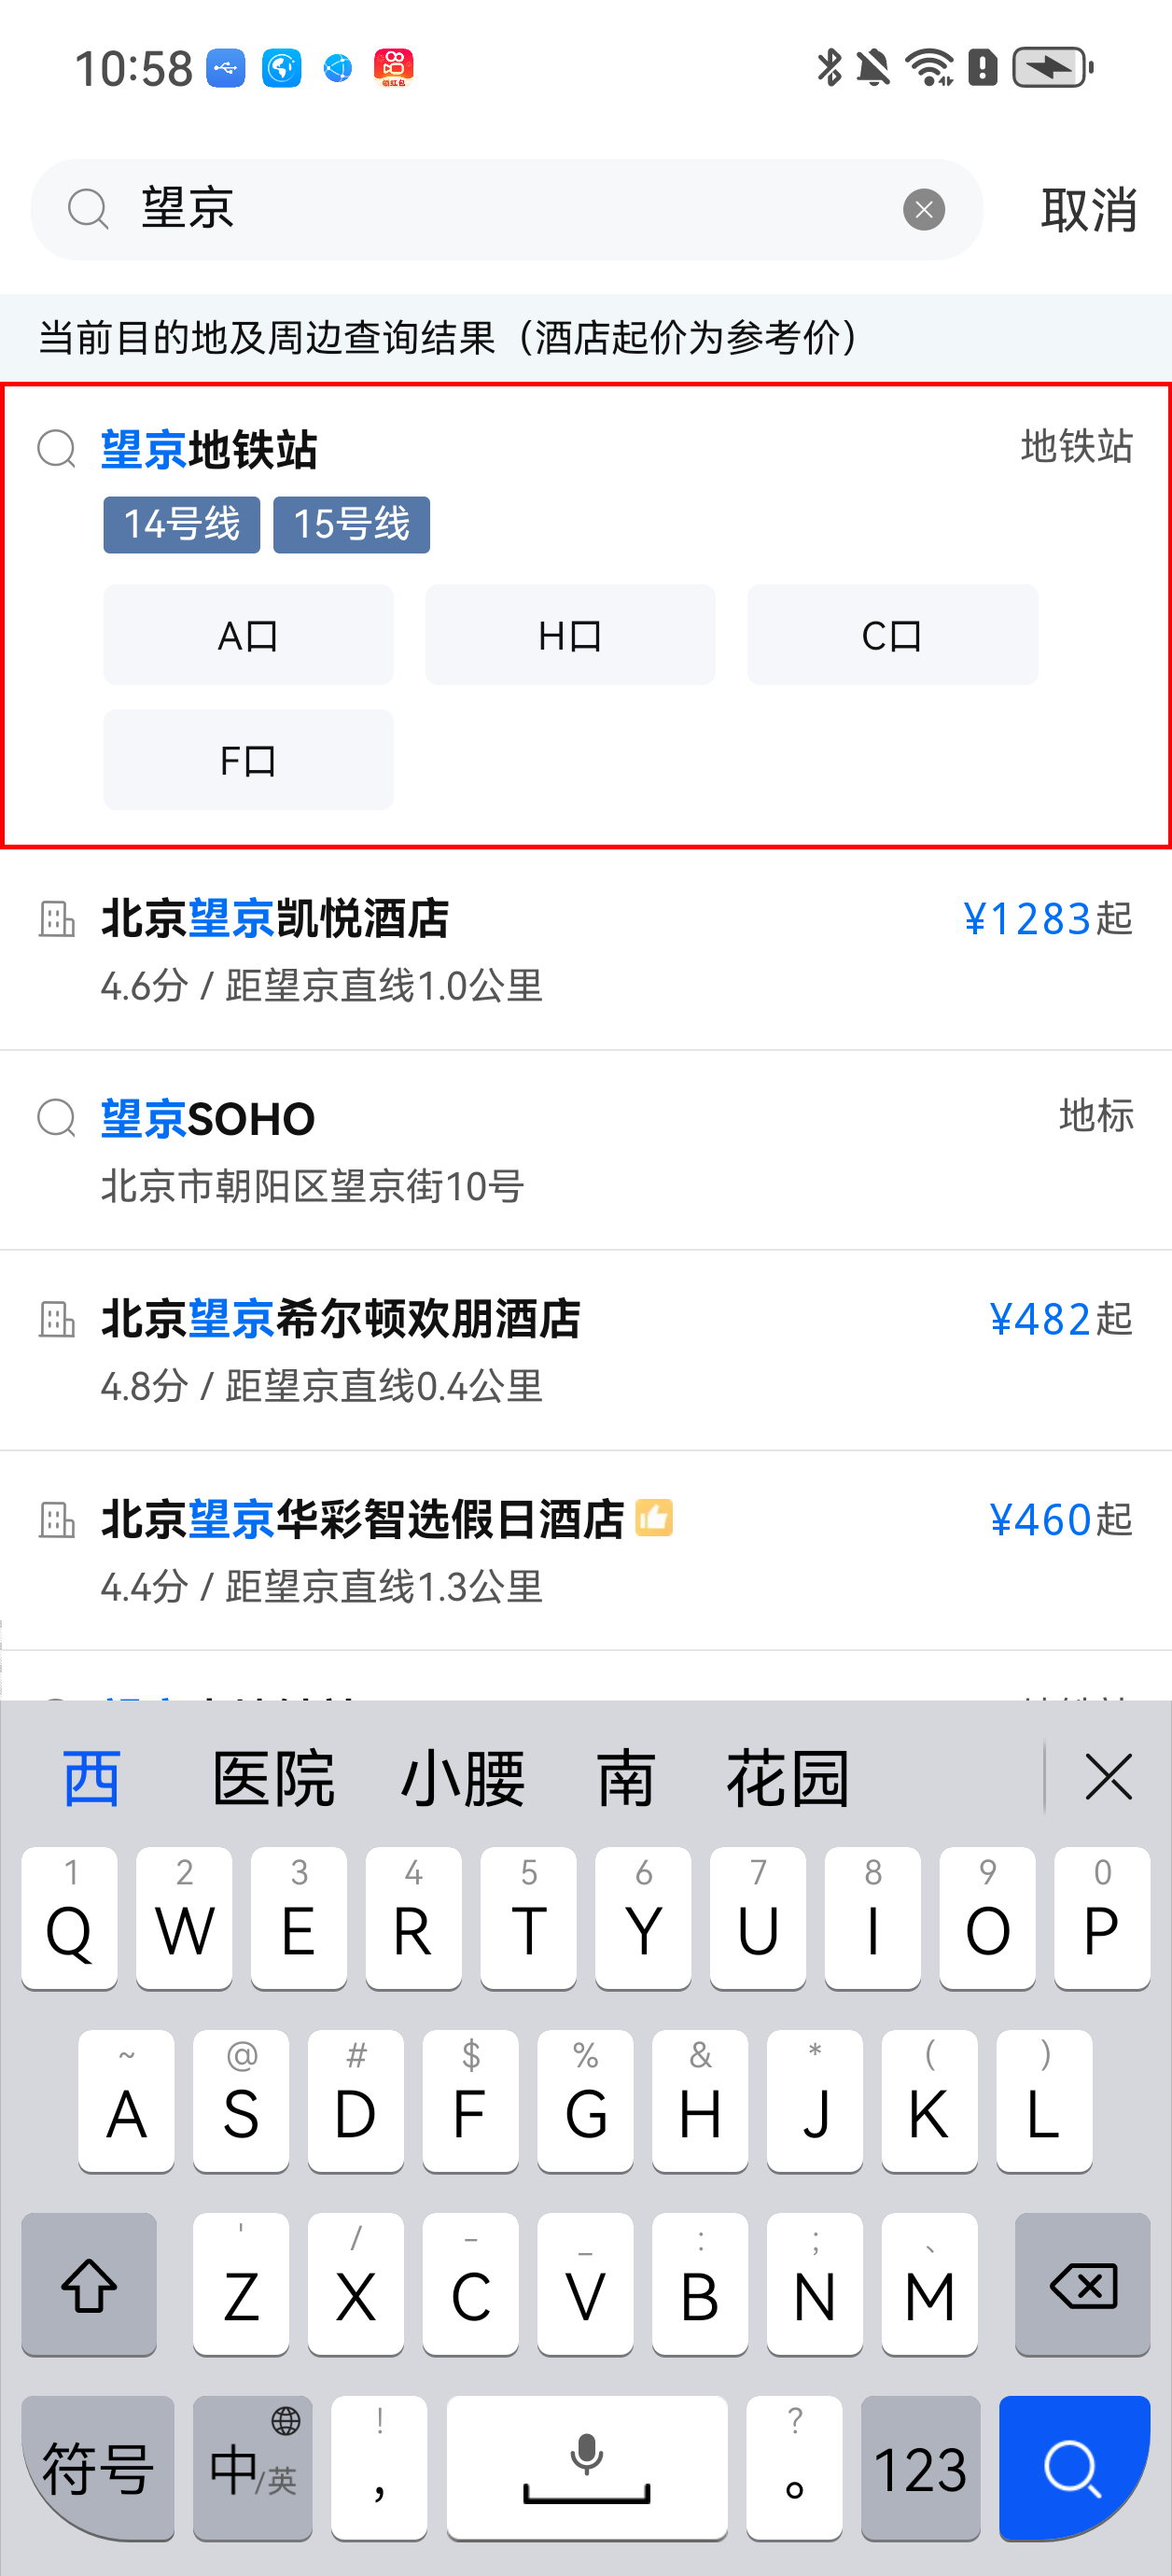 10:58
领红包
望京
取消
当前目的地及周边查询结果（酒店起价为参考价）
望京地铁站 地铁站
14号线 15号线
A口 H口 C口
F口
北京望京凯悦酒店 ¥1283起
4.6分 / 距望京直线1.0公里
望京SOHO 地标
北京市朝阳区望京街10号
北京望京希尔顿欢朋酒店 ¥482起
4.8分 / 距望京直线0.4公里
北京望京华彩智选假日酒店 ¥460起
4.4分 / 距望京直线1.3公里
西 医院 小腰 南 花园
1 2 3 4 5 6 7 8 9 0
Q W E R T Y U I O P
~ @ # $ % & * ( )
A S D F G H J K L
' / - _ : ; 、
Z X C V B N M
! ?
符号 中/英 , 。 123